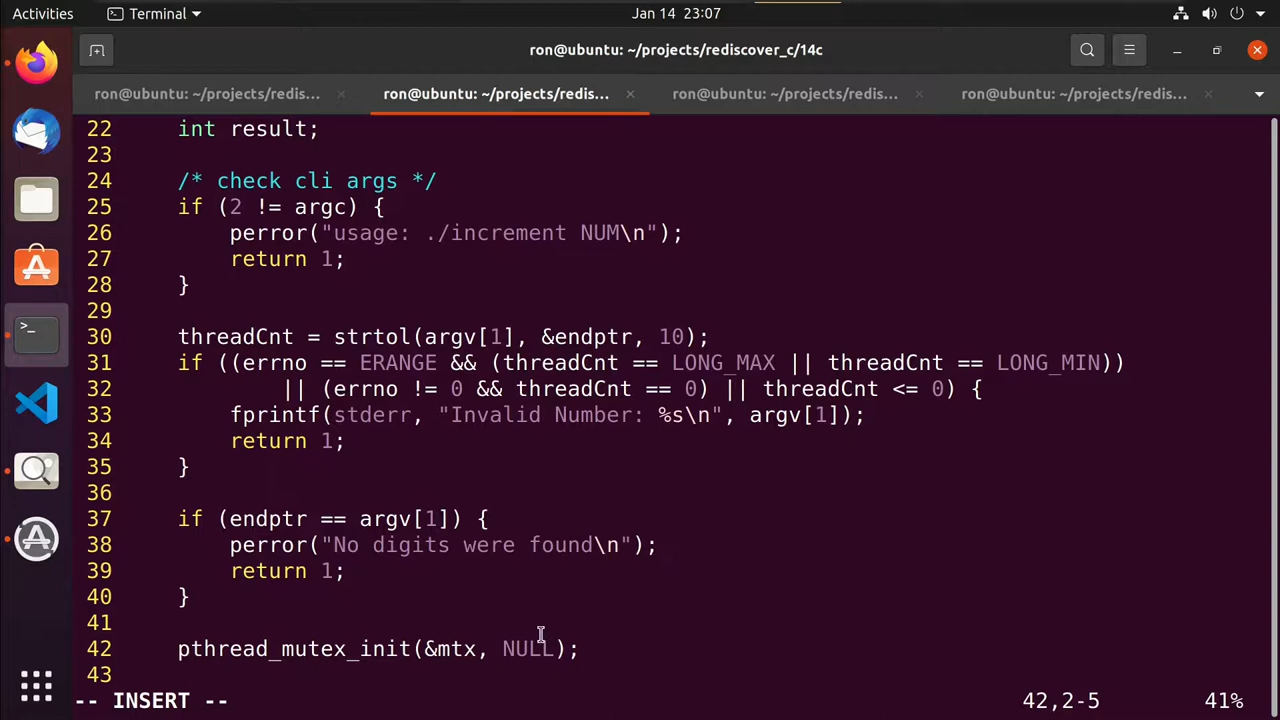 Activities Terminal Jan 14 23:07
ron@ubuntu: ~/projects/rediscover_c/14c
ron@ubuntu: ~/projects/redis... ron@ubuntu: ~/projects/redis... ron@ubuntu: ~/projects/redis... ron@ubuntu: ~/projects/redis...
22 int result;
23
24 /* check cli args */
25 if (2 != argc) {
26 perror("usage: ./increment NUM\n");
27 return 1;
28 }
29
30 threadCnt = strtol(argv[1], &endptr, 10);
31 if ((errno == ERANGE && (threadCnt == LONG_MAX || threadCnt == LONG_MIN))
32 || (errno != 0 && threadCnt == 0) || threadCnt <= 0) {
33 fprintf(stderr, "Invalid Number: %s\n", argv[1]);
34 return 1;
35 }
36
37 if (endptr == argv[1]) {
38 perror("No digits were found\n");
39 return 1;
40 }
41
42 pthread_mutex_init(&mtx, NULL);
43
-- INSERT -- 42,2-5 41%